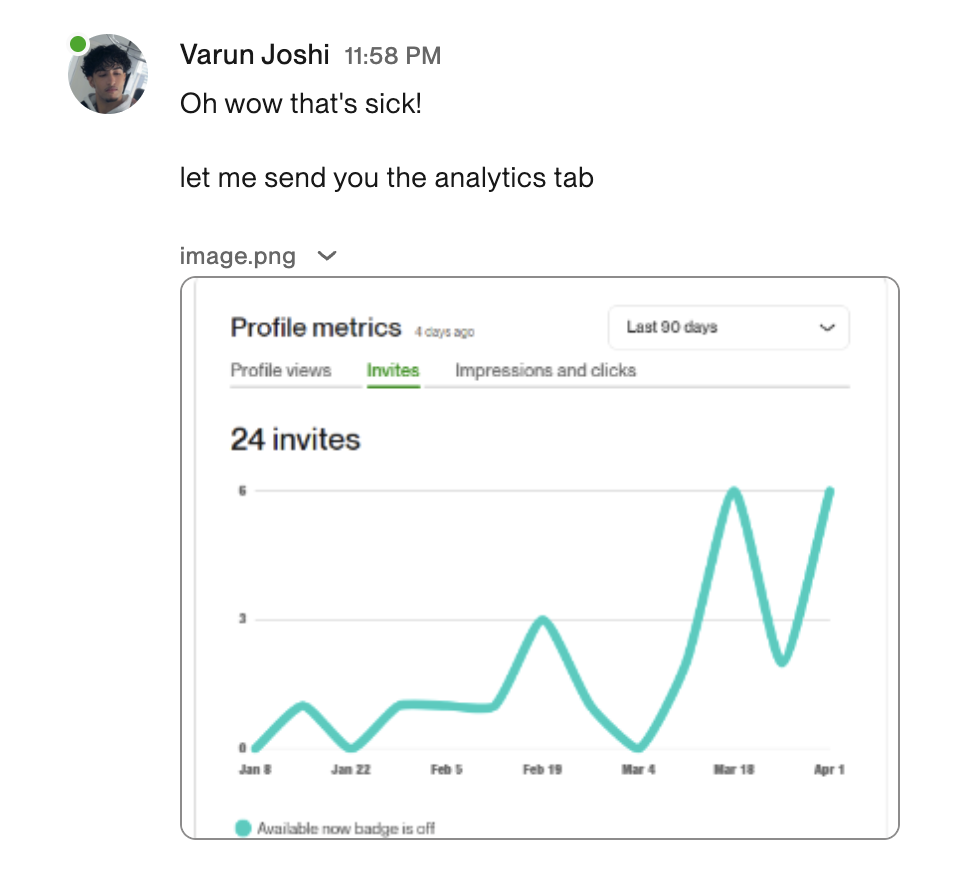 Varun Joshi 11:58 PM
Oh wow that's sick!
let me send you the analytics tab
image.png
Profile metrics 4 days ago
Last 90 days
Profile views Invites Impressions and clicks
24 invites
6
3
0
Jan 8 Jan 22 Feb 5 Feb 19 Mar 4 Mar 18 Apr 1
Available now badge is off